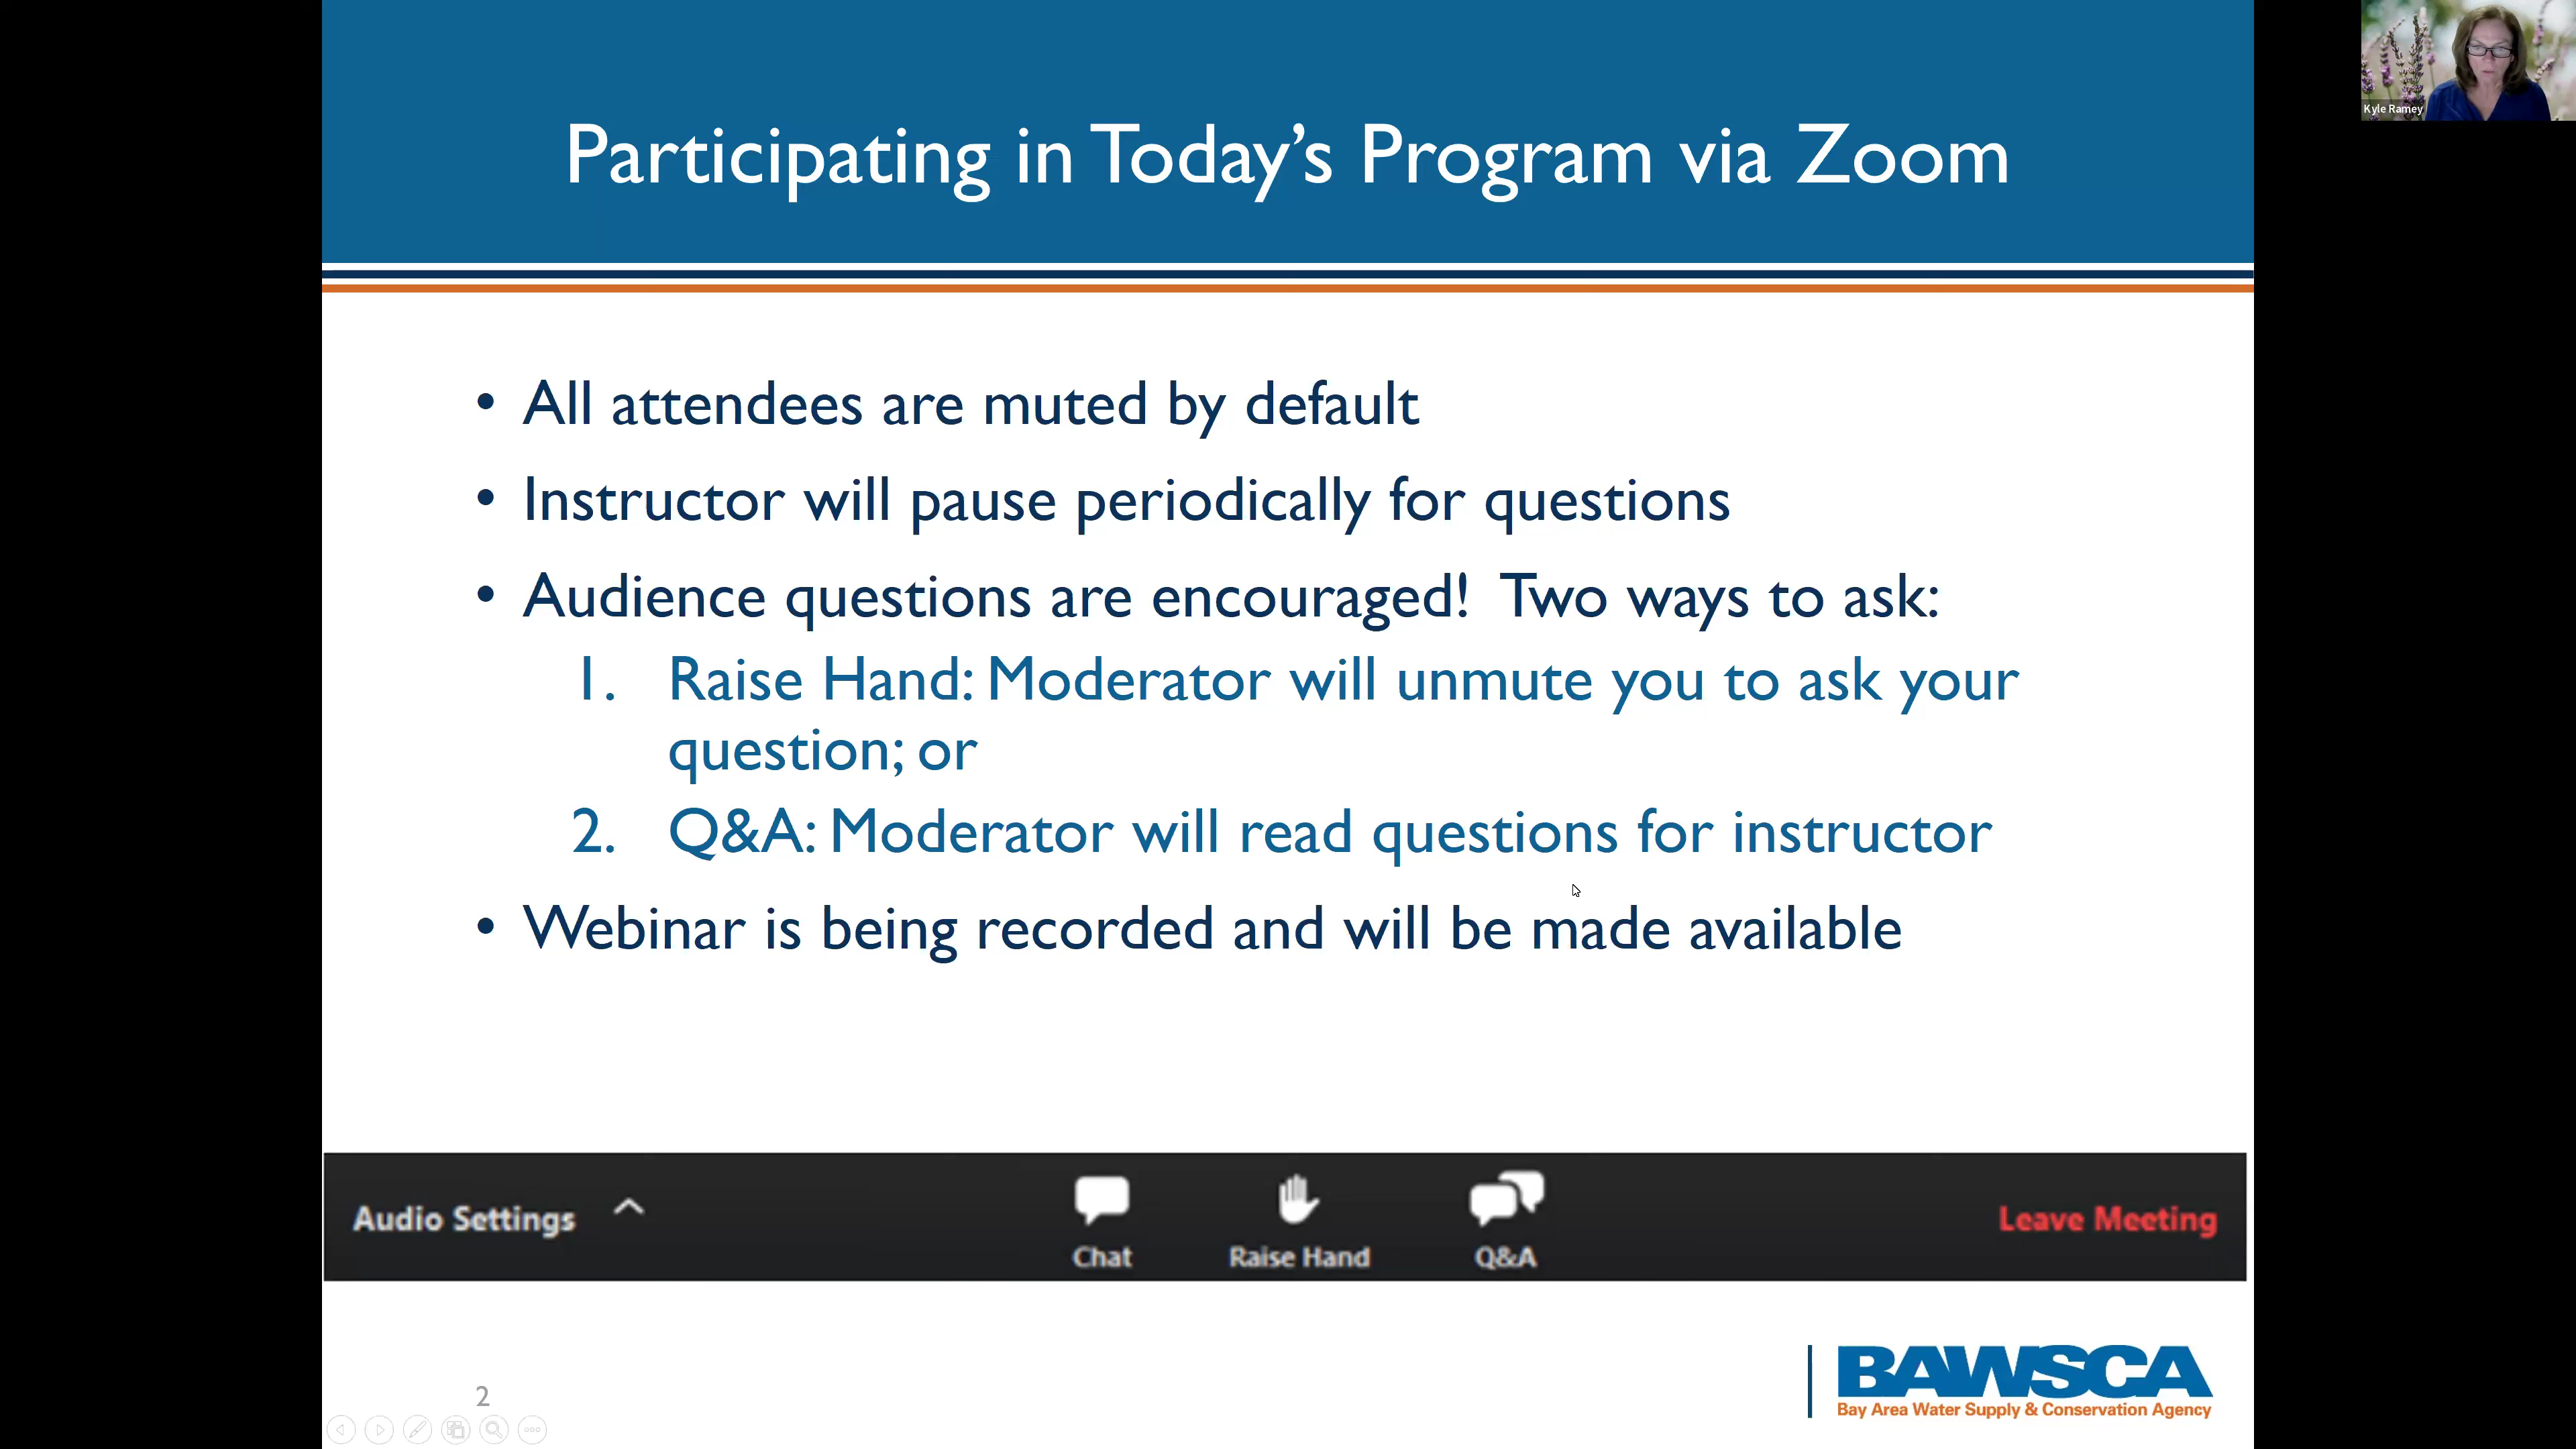 Participating in Today's Program via Zoom
Kyle Ramey
• All attendees are muted by default
• Instructor will pause periodically for questions
• Audience questions are encouraged! Two ways to ask:
1. Raise Hand: Moderator will unmute you to ask your
question; or
2. Q&A: Moderator will read questions for instructor
• Webinar is being recorded and will be made available
Audio Settings
Chat
Raise Hand
Q&A
Leave Meeting
BAWSCA
Bay Area Water Supply & Conservation Agency
2